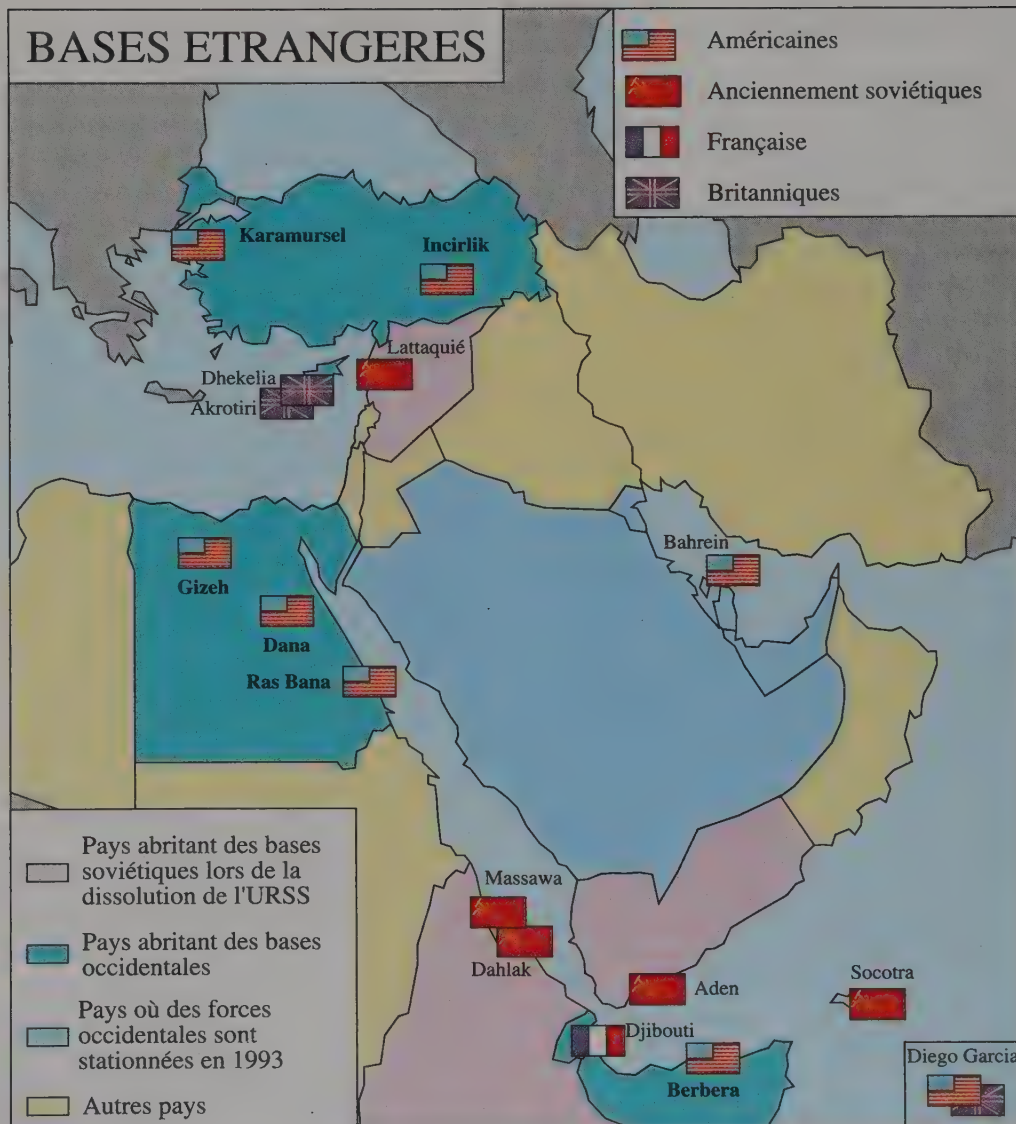 BASES ETRANGERES
Américaines
Anciennement soviétiques
Française
Britanniques
Karamursel
Incirlik
Lattaquié
Dhekelia
Akrotiri
Bahrein
Gizeh
Dana
Ras Bana
Massawa
Dahlak
Aden
Socotra
Djibouti
Berbera
Diego Garcia
Pays abritant des bases
soviétiques lors de la
dissolution de l'URSS
Pays abritant des bases
occidentales
Pays où des forces
occidentales sont
stationnées en 1993
Autres pays